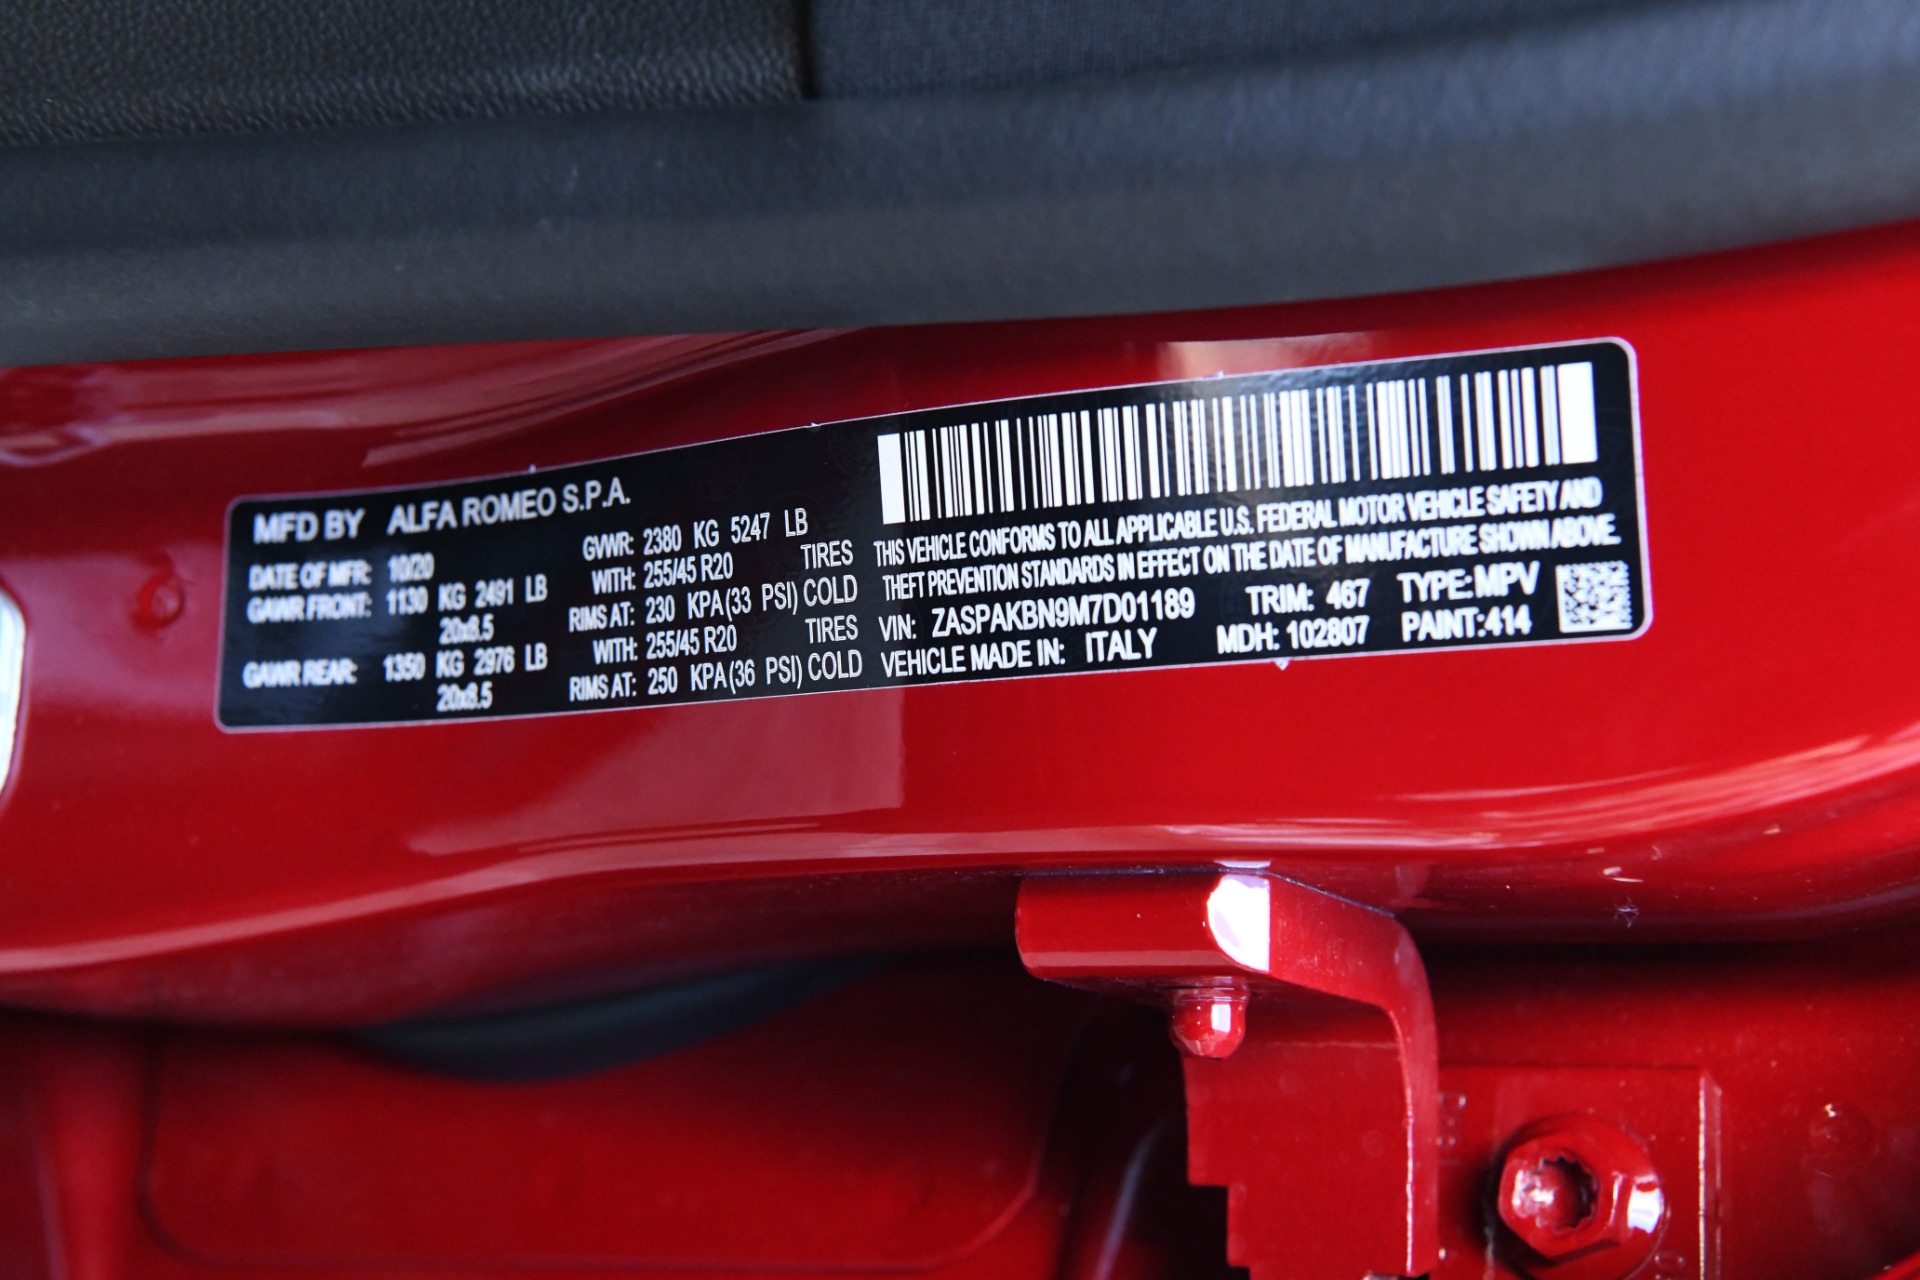 MFD BY ALFA ROMEO S.P.A.
DATE OF MFR: 10/20 GVWR: 2380 KG 5247 LB
GAWR FRONT: 1130 KG 2491 LB WITH: 255/45 R20 TIRES
20x8.5 RIMS AT: 230 KPA(33 PSI) COLD
GAWR REAR: 1350 KG 2976 LB WITH: 255/45 R20 TIRES
20x8.5 RIMS AT: 250 KPA(36 PSI) COLD
THIS VEHICLE CONFORMS TO ALL APPLICABLE U.S. FEDERAL MOTOR VEHICLE SAFETY AND
THEFT PREVENTION STANDARDS IN EFFECT ON THE DATE OF MANUFACTURE SHOWN ABOVE.
VIN: ZASPAKBN9M7D01189 TRIM: 467 TYPE:MPV
VEHICLE MADE IN: ITALY MDH: 102807 PAINT:414